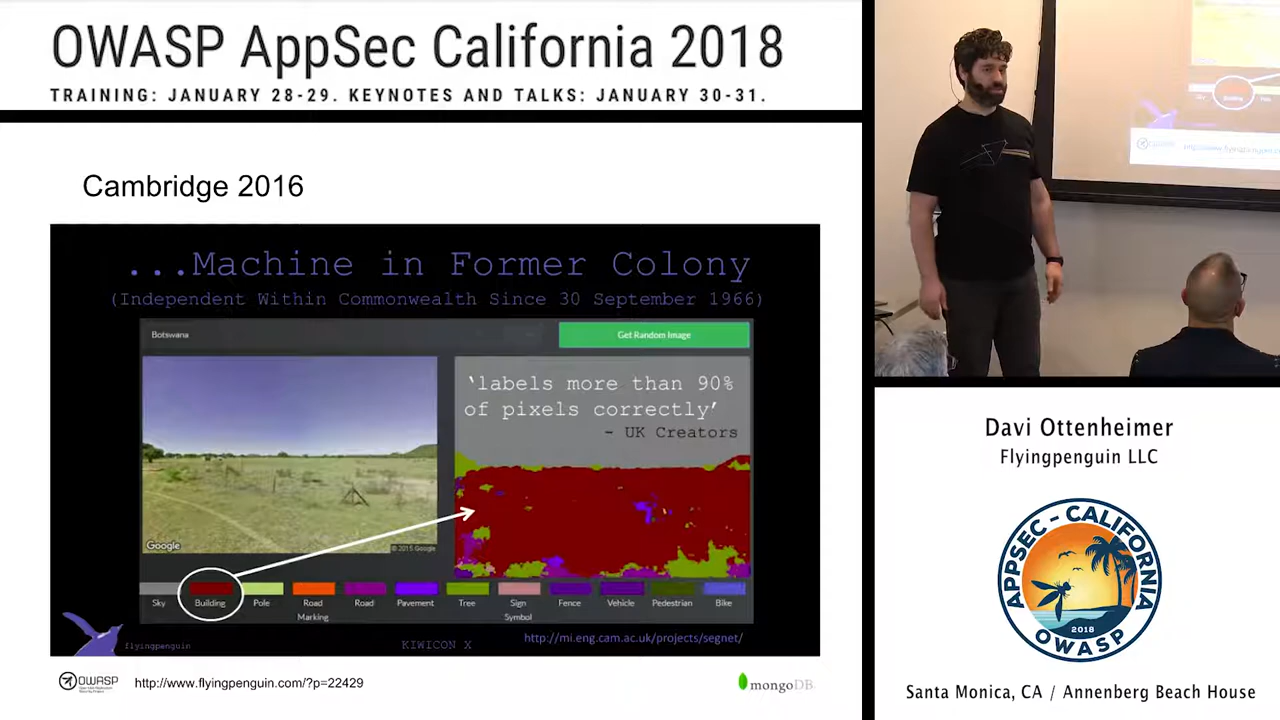 OWASP AppSec California 2018
TRAINING: JANUARY 28-29. KEYNOTES AND TALKS: JANUARY 30-31.
Cambridge 2016
...Machine in Former Colony
(Independent Within Commonwealth Since 30 September 1966)
Botswana
Get Random Image
'labels more than 90%
of pixels correctly'
- UK Creators
Google
© 2015 Google
Sky
Building
Pole
Road
Marking
Road
Pavement
Tree
Sign
Symbol
Fence
Vehicle
Pedestrian
Bike
flyingpenguin
KIWICON X
http://mi.eng.cam.ac.uk/projects/segnet/
OWASP
http://www.flyingpenguin.com/?p=22429
mongoDB
Davi Ottenheimer
Flyingpenguin LLC
APPSEC - CALIFORNIA
2018
OWASP
Santa Monica, CA / Annenberg Beach House